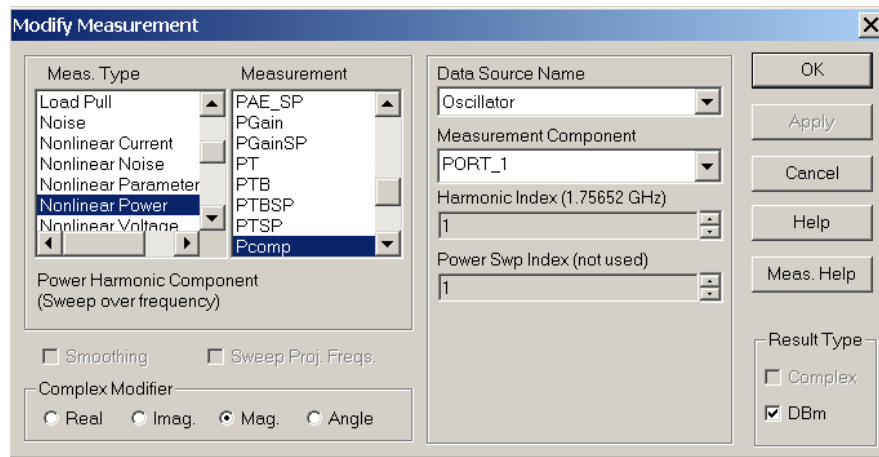 Modify Measurement
Meas. Type
Measurement
Load Pull
Noise
Nonlinear Current
Nonlinear Noise
Nonlinear Parameter
Nonlinear Power
Nonlinear Voltage
PAE_SP
PGain
PGainSP
PT
PTB
PTBSP
PTSP
Pcomp
Power Harmonic Component
(Sweep over frequency)
Smoothing
Sweep Proj. Freqs.
Complex Modifier
Real
Imag.
Mag.
Angle
Data Source Name
Oscillator
Measurement Component
PORT_1
Harmonic Index (1.75652 GHz)
1
Power Swp Index (not used)
1
OK
Apply
Cancel
Help
Meas. Help
Result Type
Complex
DBm